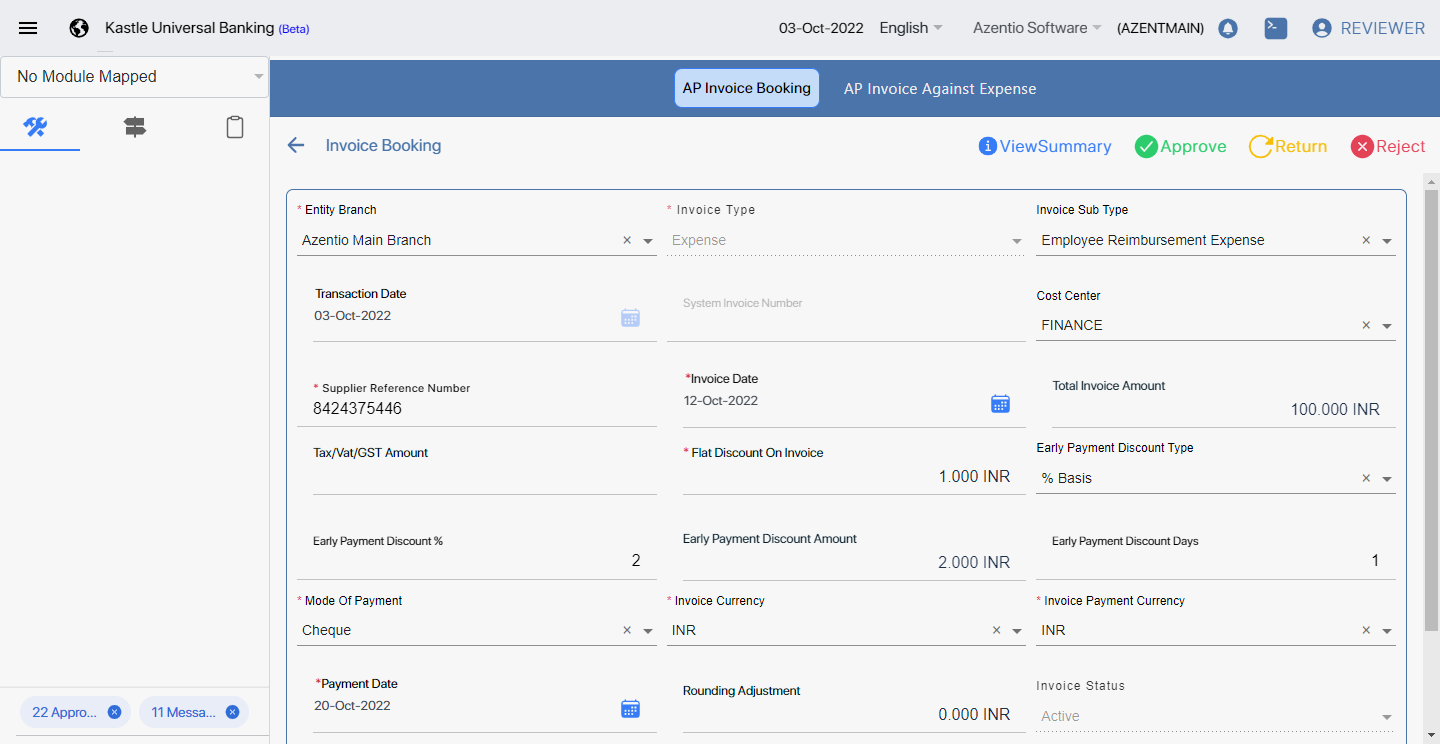 Kastle Universal Banking (Beta)
03-Oct-2022 English Azentio Software (AZENTMAIN) REVIEWER
No Module Mapped
AP Invoice Booking AP Invoice Against Expense
Invoice Booking ViewSummary Approve Return Reject
* Entity Branch * Invoice Type Invoice Sub Type
Azentio Main Branch × Expense Employee Reimbursement Expense ×
Transaction Date System Invoice Number Cost Center
03-Oct-2022 FINANCE ×
* Supplier Reference Number *Invoice Date Total Invoice Amount
8424375446 12-Oct-2022 100.000 INR
Tax/Vat/GST Amount * Flat Discount On Invoice Early Payment Discount Type
1.000 INR % Basis ×
Early Payment Discount % Early Payment Discount Amount Early Payment Discount Days
2 2.000 INR 1
* Mode Of Payment * Invoice Currency * Invoice Payment Currency
Cheque × INR × INR ×
*Payment Date Rounding Adjustment Invoice Status
20-Oct-2022 0.000 INR Active
22 Appro... 11 Messa...